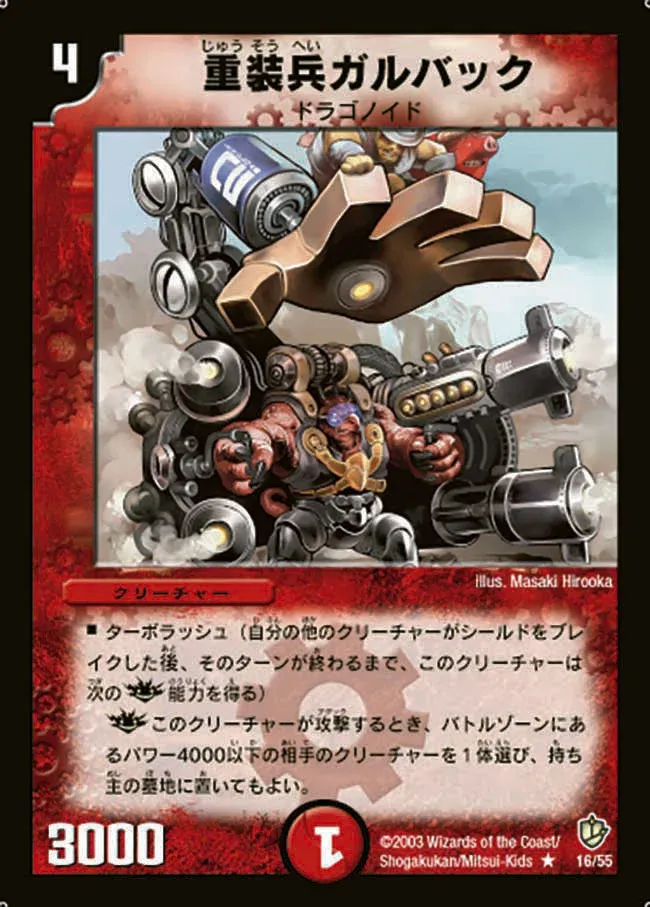 4
じゅう そう へい
重装兵ガルバック
ドラゴノイド
Illus. Masaki Hirooka
クリーチャー
■ ターボラッシュ（自分の他のクリーチャーがシールドをブレ
イクした後、そのターンが終わるまで、このクリーチャーは
次の 能力を得る）
このクリーチャーが攻撃するとき、バトルゾーンにあ
るパワー4000以下の相手のクリーチャーを1体選び、持ち
主の墓地に置いてもよい。
3000
1
©2003 Wizards of the Coast/
Shogakukan/Mitsui-Kids ★ 16/55